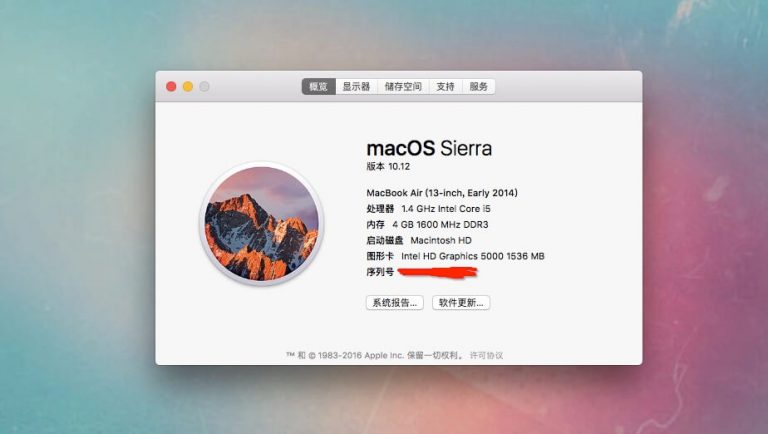 概览 显示器 储存空间 支持 服务
macOS Sierra
版本 10.12
MacBook Air (13-inch, Early 2014)
处理器 1.4 GHz Intel Core i5
内存 4 GB 1600 MHz DDR3
启动磁盘 Macintosh HD
图形卡 Intel HD Graphics 5000 1536 MB
序列号
系统报告... 软件更新...
™ 和 © 1983-2016 Apple Inc. 保留一切权利。 许可协议